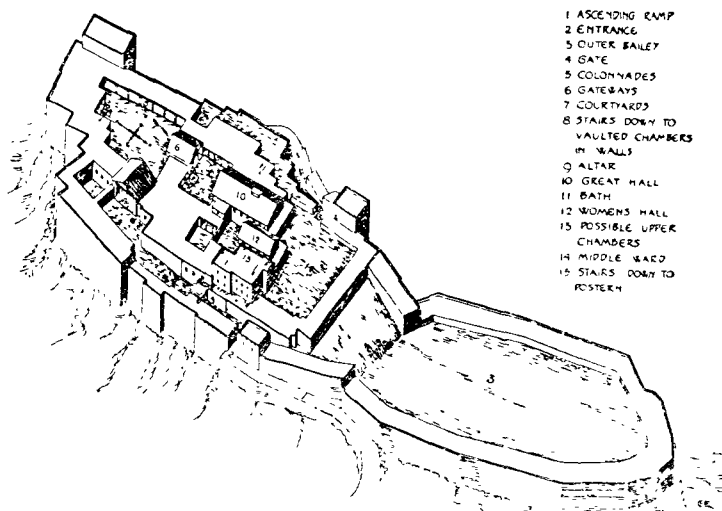 1 ASCENDING RAMP
2 ENTRANCE
3 OUTER BAILEY
4 GATE
5 COLONNADES
6 GATEWAYS
7 COURTYARDS
8 STAIRS DOWN TO
VAULTED CHAMBERS
IN WALLS
9 ALTAR
10 GREAT HALL
11 BATH
12 WOMENS HALL
13 POSSIBLE UPPER
CHAMBERS
14 MIDDLE WARD
15 STAIRS DOWN TO
POSTERN
6
11
10
12
13
3